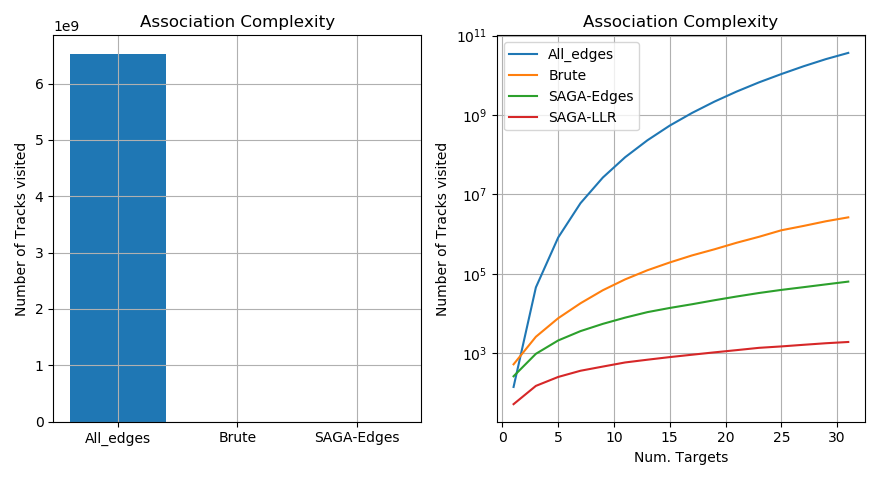 Association Complexity
1e9
Number of Tracks visited
6
5
4
3
2
1
0
All_edges Brute SAGA-Edges
Association Complexity
Number of Tracks visited
10^11
10^9
10^7
10^5
10^3
All_edges
Brute
SAGA-Edges
SAGA-LLR
0 5 10 15 20 25 30
Num. Targets